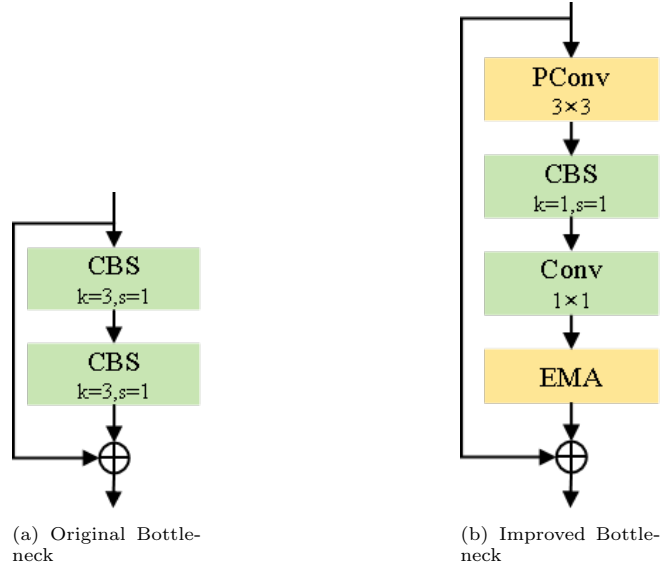 CBS
k=3,s=1
CBS
k=3,s=1
(a) Original Bottle-
neck
PConv
3×3
CBS
k=1,s=1
Conv
1×1
EMA
(b) Improved Bottle-
neck